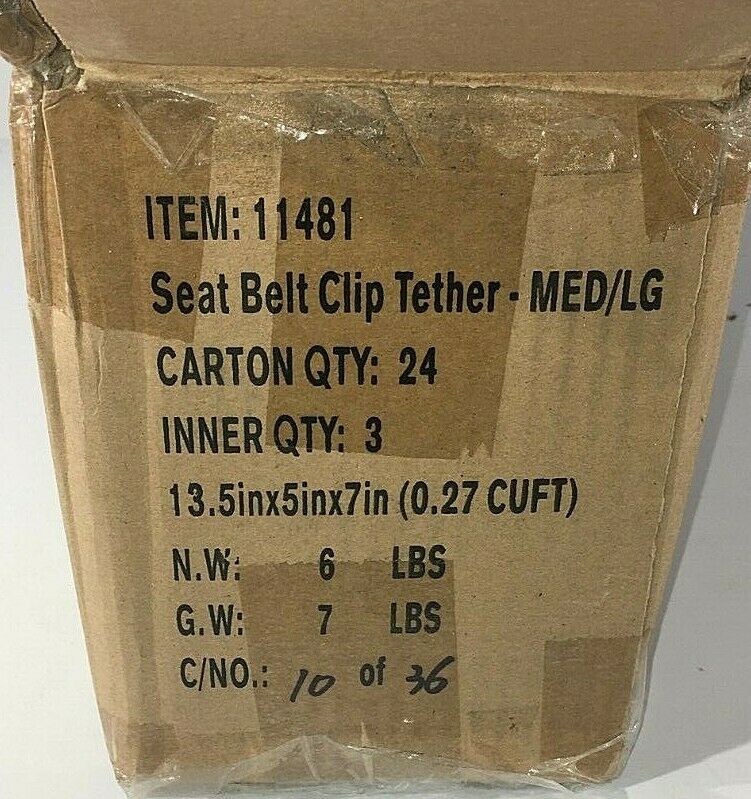 ITEM: 11481
Seat Belt Clip Tether - MED/LG
CARTON QTY: 24
INNER QTY: 3
13.5inx5inx7in (0.27 CUFT)
N.W: 6 LBS
G.W: 7 LBS
C/NO.: 10 of 36